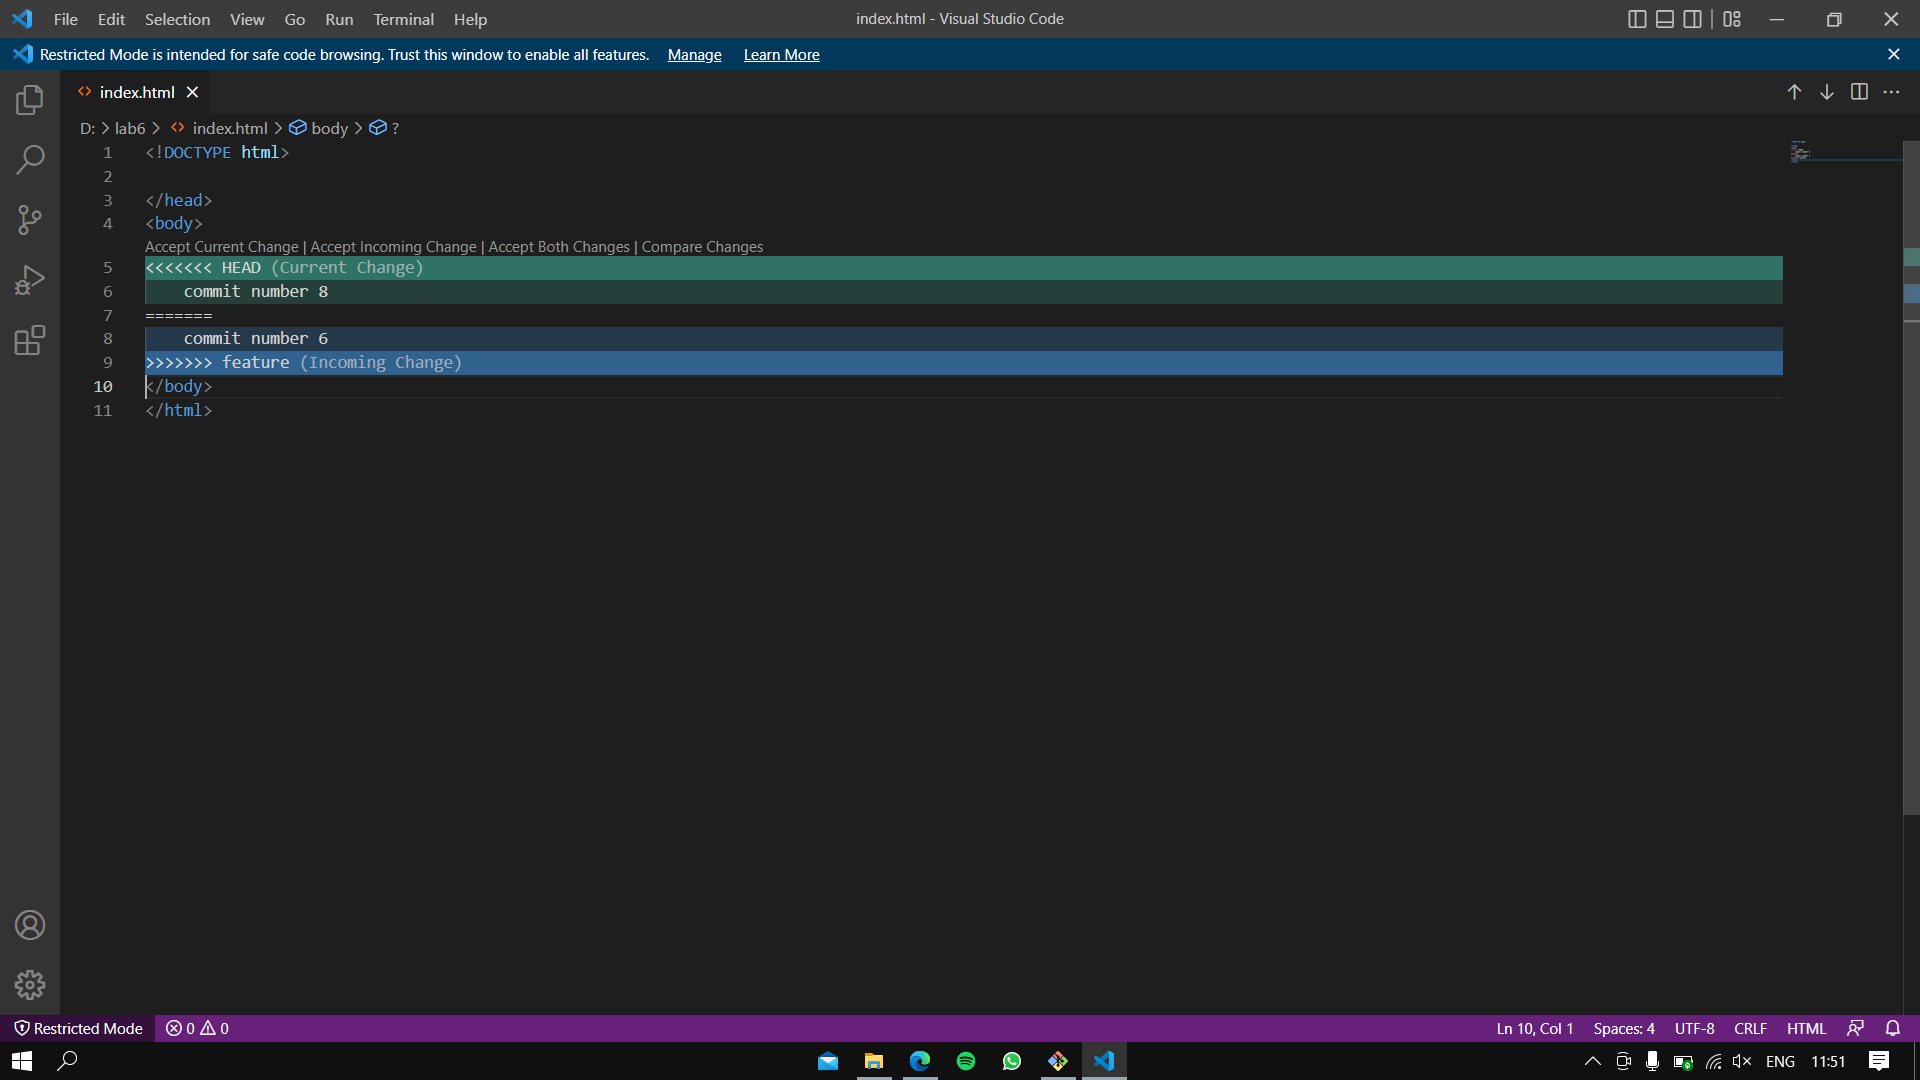 File Edit Selection View Go Run Terminal Help index.html - Visual Studio Code
Restricted Mode is intended for safe code browsing. Trust this window to enable all features. Manage Learn More
index.html
D: > lab6 > index.html > body > ?
1 <!DOCTYPE html>
2
3 </head>
4 <body>
Accept Current Change | Accept Incoming Change | Accept Both Changes | Compare Changes
5 <<<<<<< HEAD (Current Change)
6 commit number 8
7 =======
8 commit number 6
9 >>>>>>> feature (Incoming Change)
10 </body>
11 </html>
Restricted Mode 0 0 Ln 10, Col 1 Spaces: 4 UTF-8 CRLF HTML
ENG 11:51